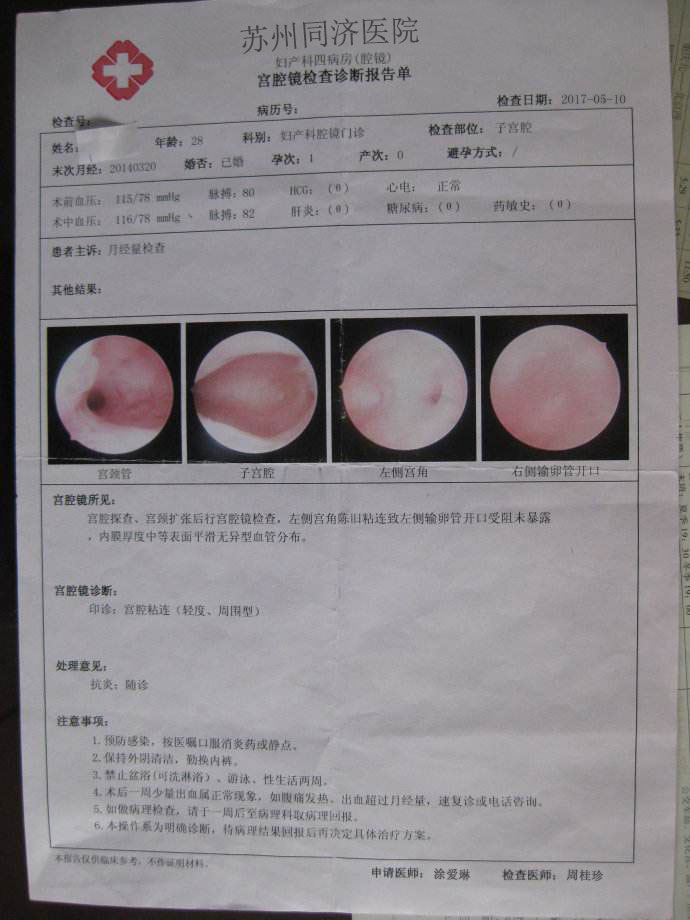 苏州同济医院
妇产科四病房(腔镜)
宫腔镜检查诊断报告单
检查号: 病历号: 检查日期: 2017-05-10
姓名: 年龄: 28 科别: 妇产科腔镜门诊 检查部位: 子宫腔
末次月经: 20140320 婚否: 已婚 孕次: 1 产次: 0 避孕方式: /
术前血压: 115/78 mmHg 脉搏: 80 HCG: (0) 心电: 正常
术中血压: 116/78 mmHg 、 脉搏: 82 肝炎: (0) 糖尿病: (0) 药敏史: (0)
患者主诉: 月经量检查
其他结果:
宫颈管 子宫腔 左侧宫角 右侧输卵管开口
宫腔镜所见:
宫腔探查、宫颈扩张后行宫腔镜检查，左侧宫角陈旧粘连致左侧输卵管开口受阻未暴露
，内膜厚度中等表面平滑无异型血管分布。
宫腔镜诊断:
印诊: 宫腔粘连（轻度、周围型）
处理意见:
抗炎: 随诊
注意事项:
1.预防感染，按医嘱口服消炎药或静点。
2.保持外阴清洁，勤换内裤。
3.禁止盆浴(可洗淋浴）、游泳、性生活两周。
4.术后一周少量出血属正常现象，如腹痛发热、出血超过月经量，速复诊或电话咨询。
5.如做病理检查，请于一周后至病理科取病理回报。
6.本操作系为明确诊断，待病理结果回报后再决定具体治疗方案。
本报告仅供临床参考，不作证明材料。
申请医师: 涂爱琳 检查医师: 周桂珍